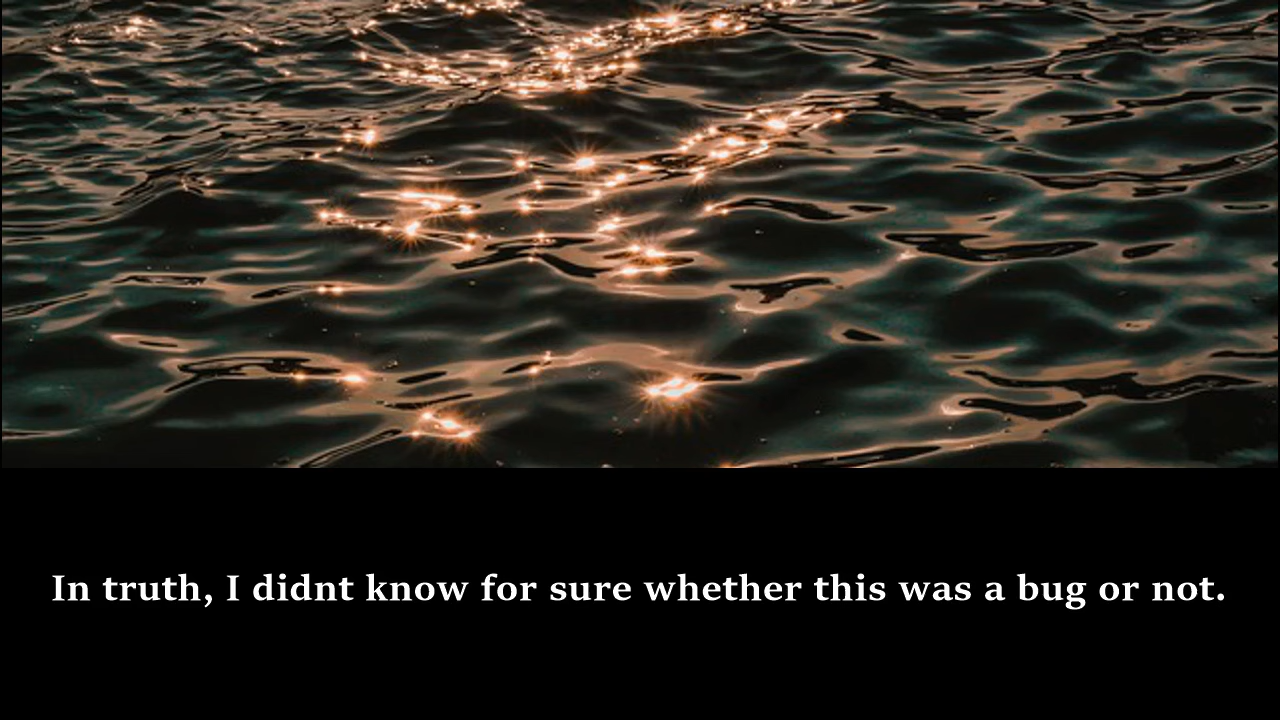 In truth, I didnt know for sure whether this was a bug or not.